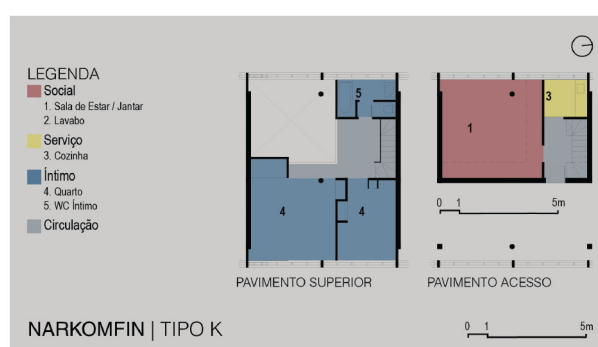 LEGENDA
Social
1. Sala de Estar / Jantar
2. Lavabo
Serviço
3. Cozinha
Íntimo
4. Quarto
5. WC Íntimo
Circulação
5
4
4
PAVIMENTO SUPERIOR
3
1
0 1 5m
PAVIMENTO ACESSO
NARKOMFIN | TIPO K
0 1 5m